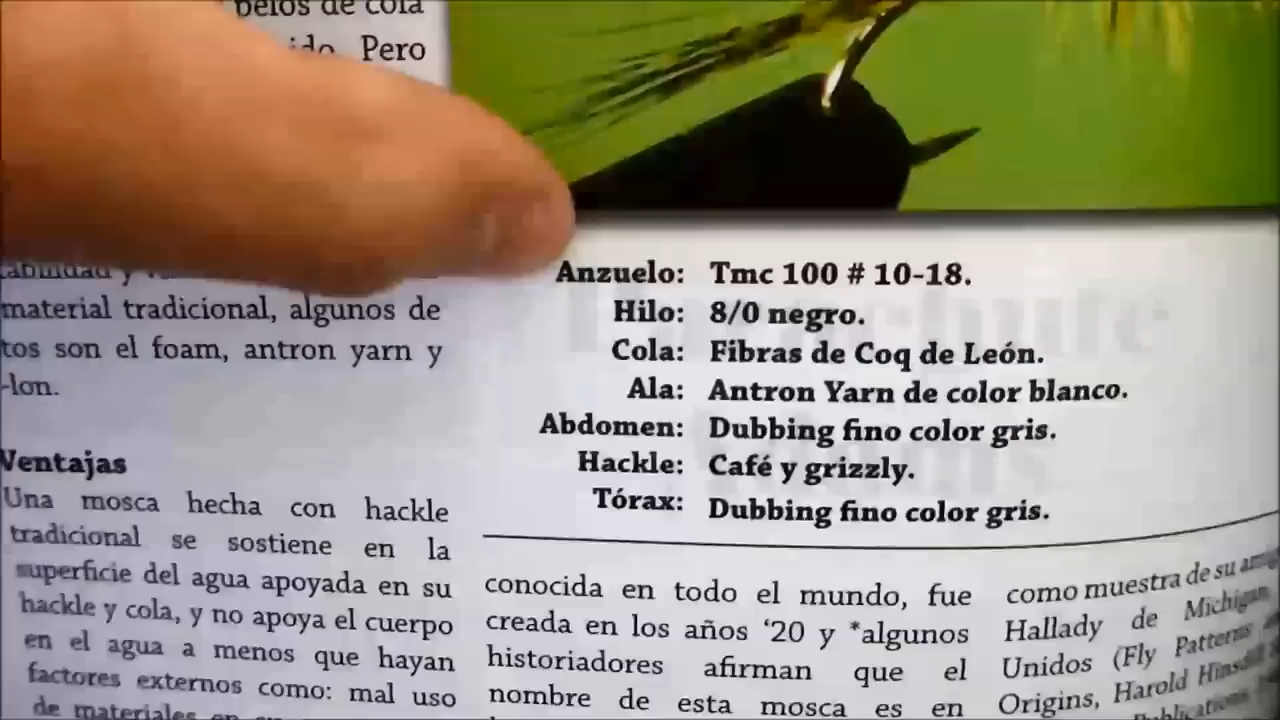 pelos de cola
Pero
material tradicional, algunos de
tos son el foam, antron yarn y
-lon.
Ventajas
Una mosca hecha con hackle
tradicional se sostiene en la
superficie del agua apoyada en su
hackle y cola, y no apoya el cuerpo
en el agua a menos que hayan
factores externos como: mal uso
de materiales en
Anzuelo: Tmc 100 # 10-18.
Hilo: 8/0 negro.
Cola: Fibras de Coq de León.
Ala: Antron Yarn de color blanco.
Abdomen: Dubbing fino color gris.
Hackle: Café y grizzly.
Tórax: Dubbing fino color gris.
conocida en todo el mundo, fue
creada en los años ‘20 y *algunos
historiadores afirman que el
nombre de esta mosca es en
como muestra de su
Hallady de Michigan
Unidos (Fly Patterns
Origins, Harold